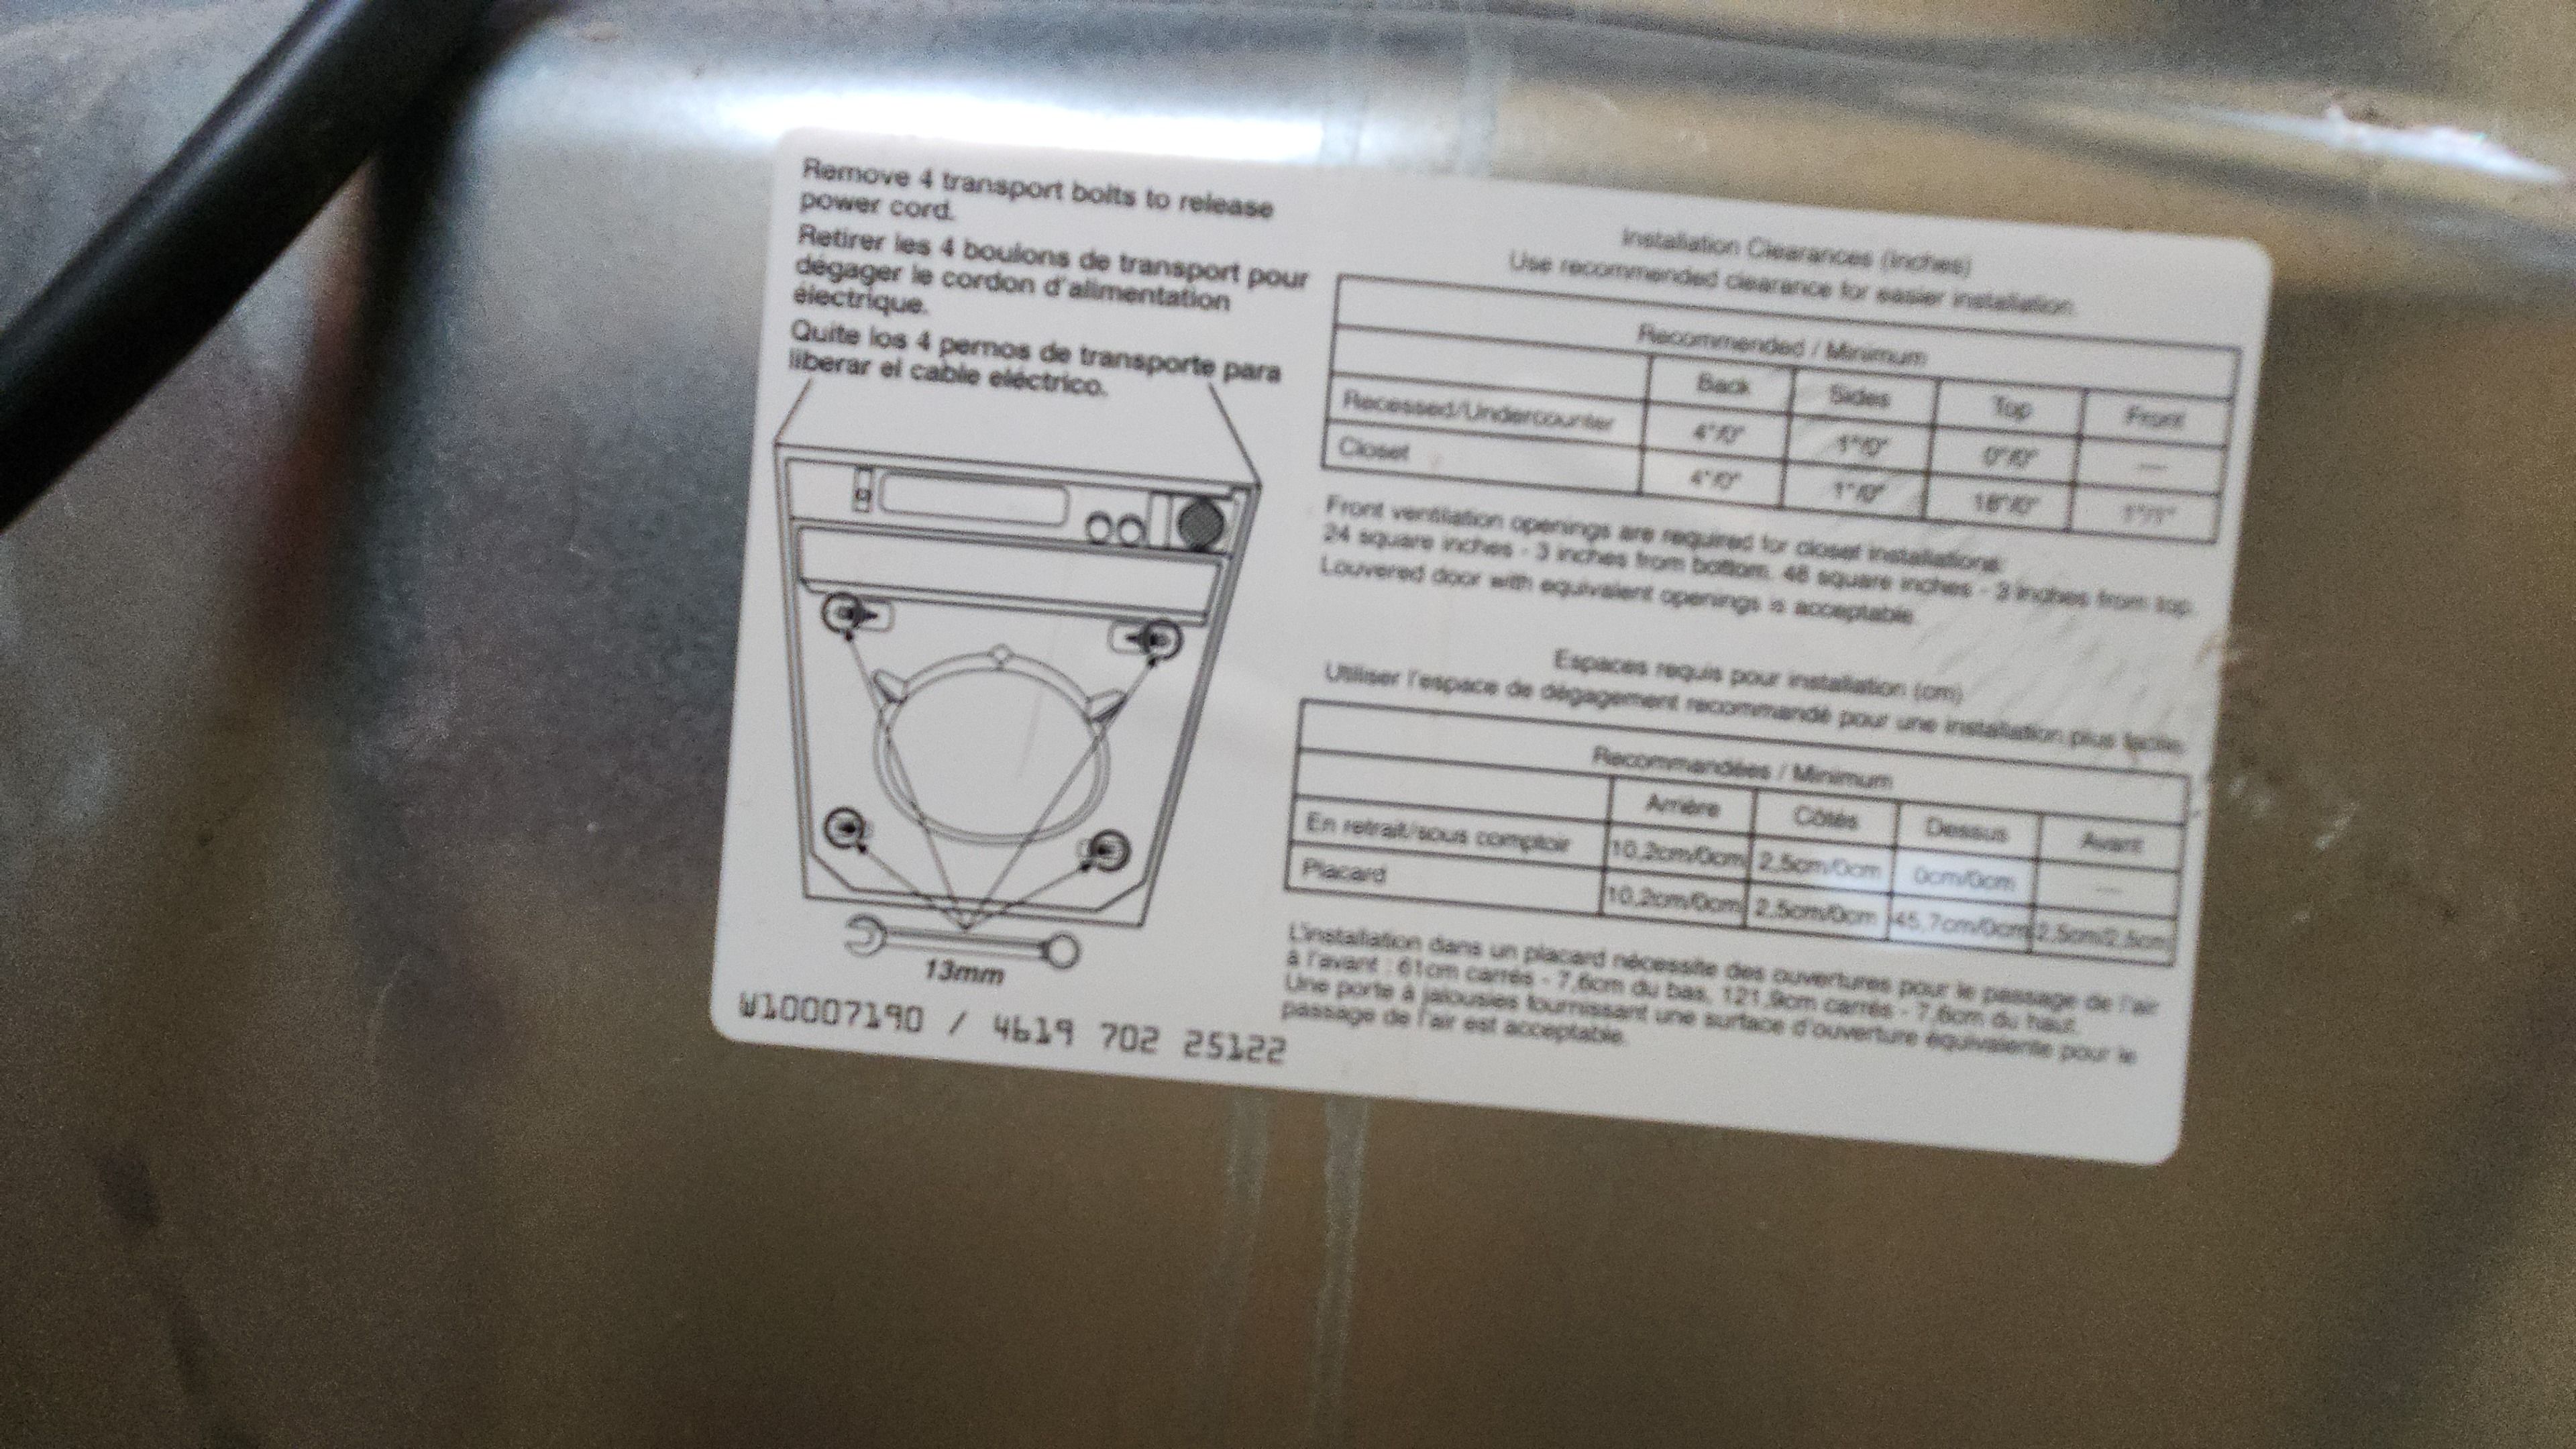 Remove 4 transport bolts to release
power cord.
Retirer les 4 boulons de transport pour
dégager le cordon d'alimentation
électrique.
Quite los 4 pernos de transporte para
liberar el cable eléctrico.
13mm
W10007190 / 4619 702 25122
Installation Clearances (inches)
Use recommended clearance for easier installation.
Recommended / Minimum
Back Sides Top Front
Recessed/Undercounter 4"/0" 1"/0" 0"/0" —
Closet 4"/0" 1"/0" 18"/0" 1"/1"
Front ventilation openings are required for closet installations:
24 square inches - 3 inches from bottom, 48 square inches - 3 inches from top.
Louvered door with equivalent openings is acceptable.
Espaces requis pour installation (cm)
Utiliser l'espace de dégagement recommandé pour une installation plus facile.
Recommandées / Minimum
Arrière Côtés Dessus Avant
En retrait/sous comptoir 10,2cm/0cm 2,5cm/0cm 0cm/0cm —
Placard 10,2cm/0cm 2,5cm/0cm 45,7cm/0cm 2,5cm/2,5cm
L'installation dans un placard nécessite des ouvertures pour le passage de l'air
à l'avant : 61cm carrés - 7,6cm du bas, 121,9cm carrés - 7,6cm du haut.
Une porte à jalousies fournissant une surface d'ouverture équivalente pour le
passage de l'air est acceptable.